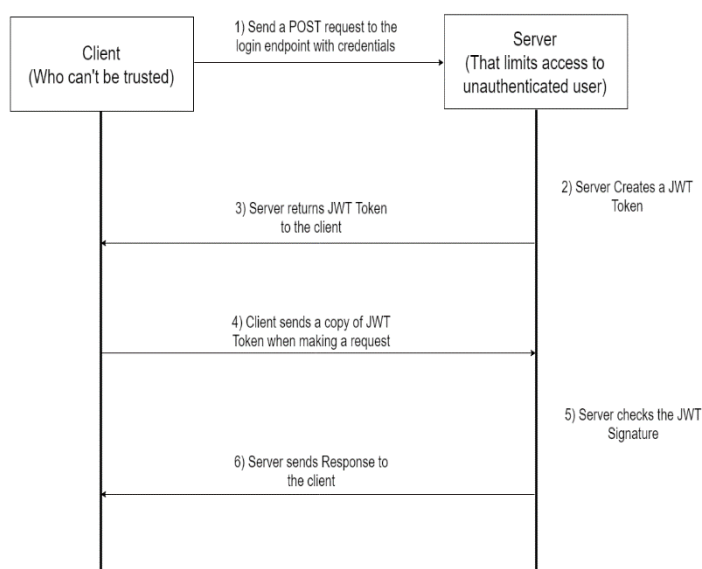 1) Send a POST request to the
login endpoint with credentials
Client
(Who can't be trusted)
Server
(That limits access to
unauthenticated user)
2) Server Creates a JWT
Token
3) Server returns JWT Token
to the client
4) Client sends a copy of JWT
Token when making a request
5) Server checks the JWT
Signature
6) Server sends Response to
the client